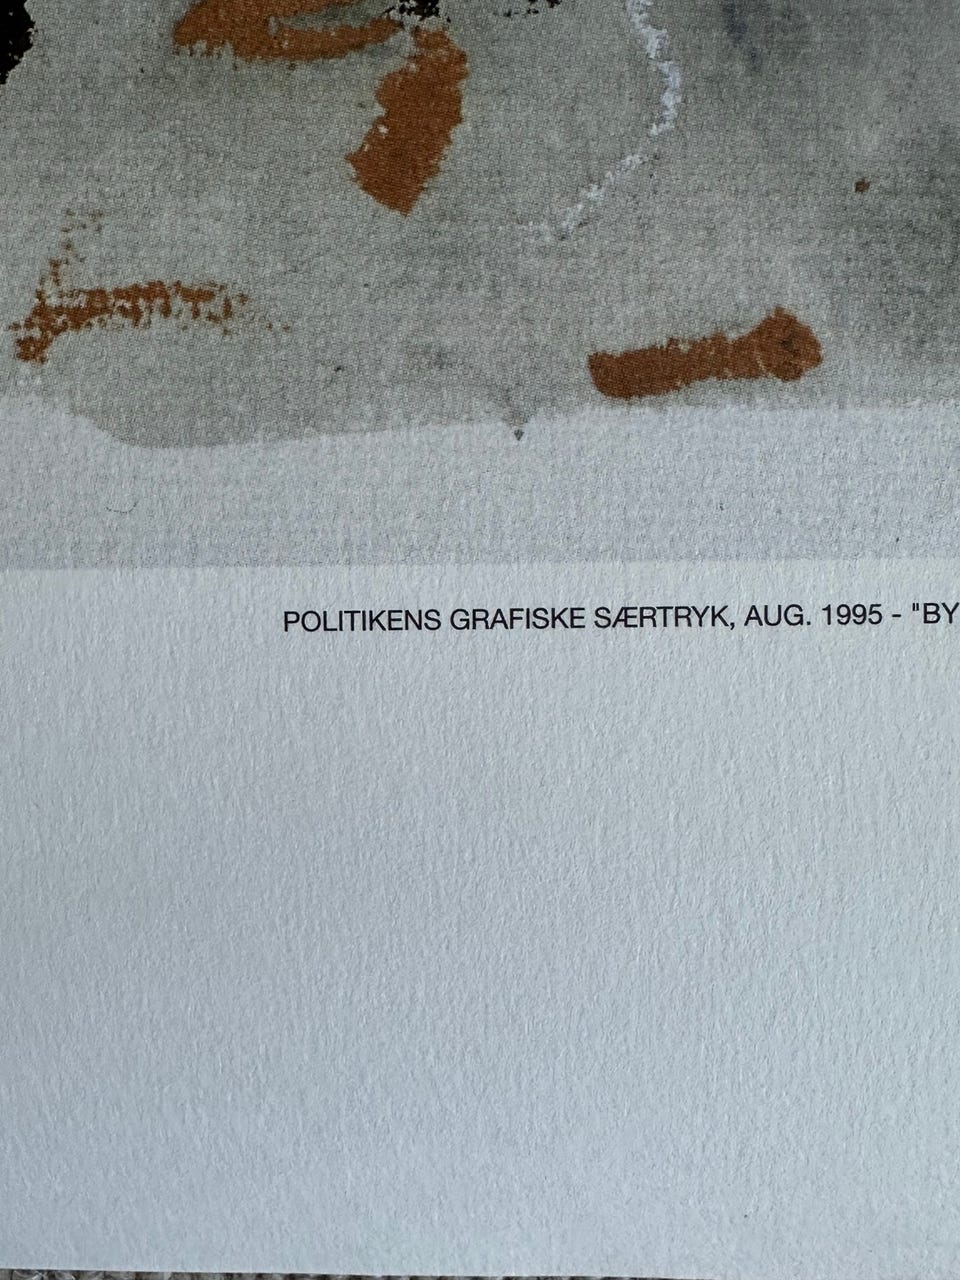 POLITIKENS GRAFISKE SÆRTRYK, AUG. 1995 - "BY